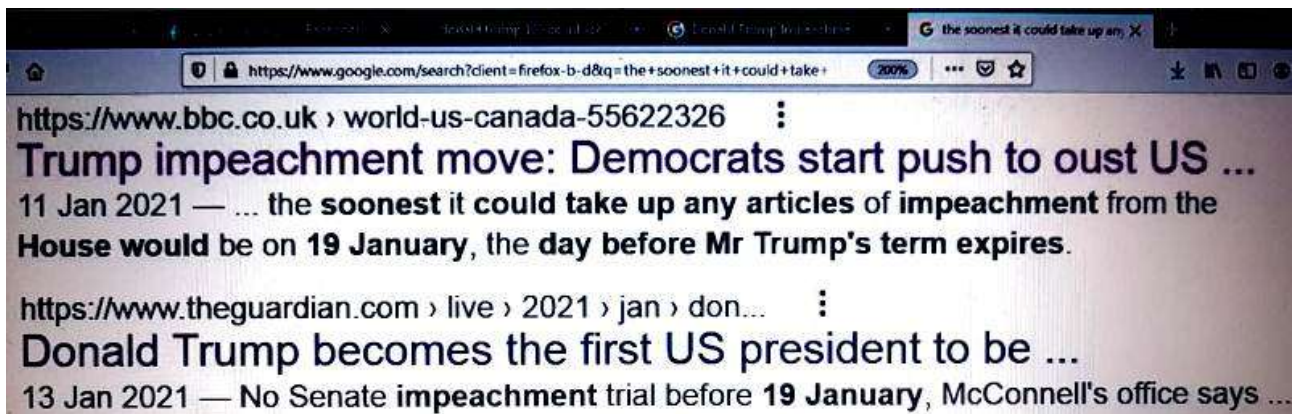 G the soonest it could take up any
https://www.google.com/search?client=firefox-b-d&q=the+soonest+it+could+take+ 200%
https://www.bbc.co.uk › world-us-canada-55622326
Trump impeachment move: Democrats start push to oust US ...
11 Jan 2021 — ... the soonest it could take up any articles of impeachment from the
House would be on 19 January, the day before Mr Trump's term expires.
https://www.theguardian.com › live › 2021 › jan › don...
Donald Trump becomes the first US president to be ...
13 Jan 2021 — No Senate impeachment trial before 19 January, McConnell's office says ...